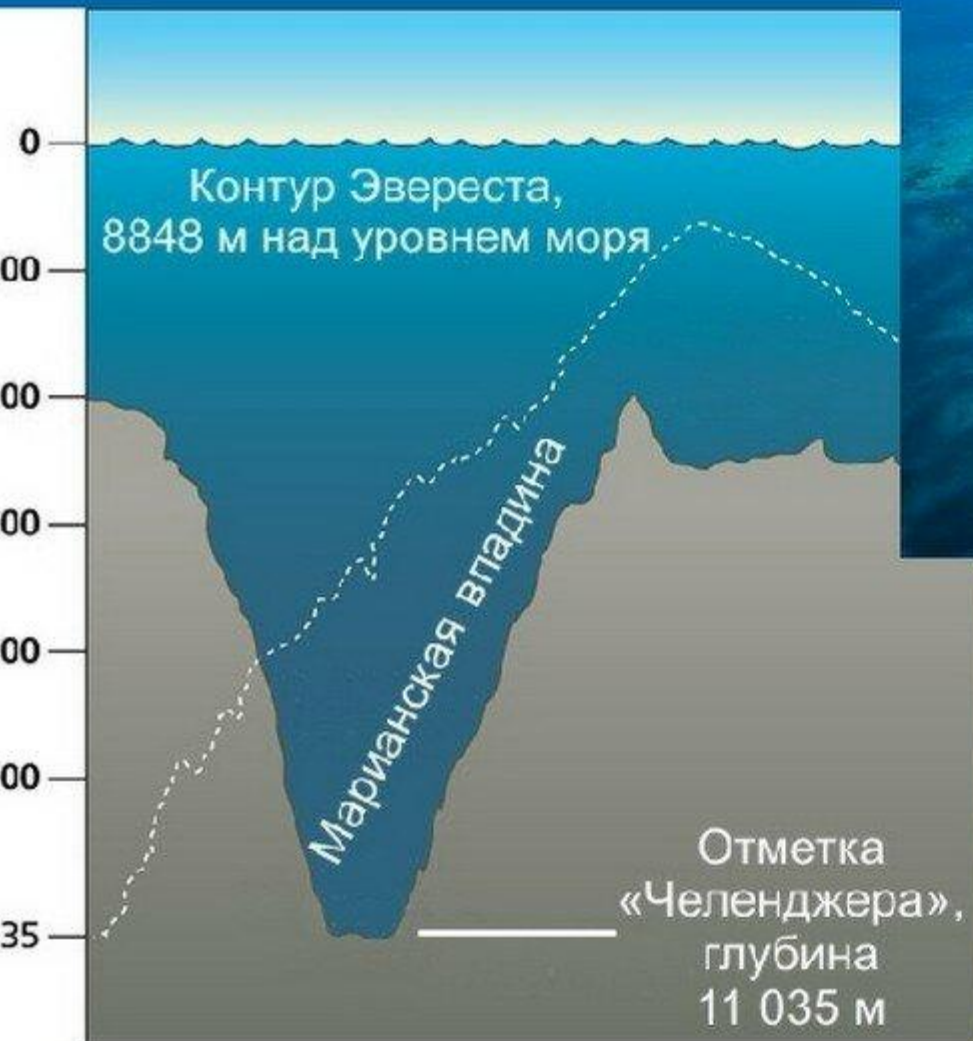 0
Контур Эвереста,
8848 м над уровнем моря
00
00
00
00
Марианская впадина
00
Отметка
«Челенджера»,
35
глубина
11 035 м